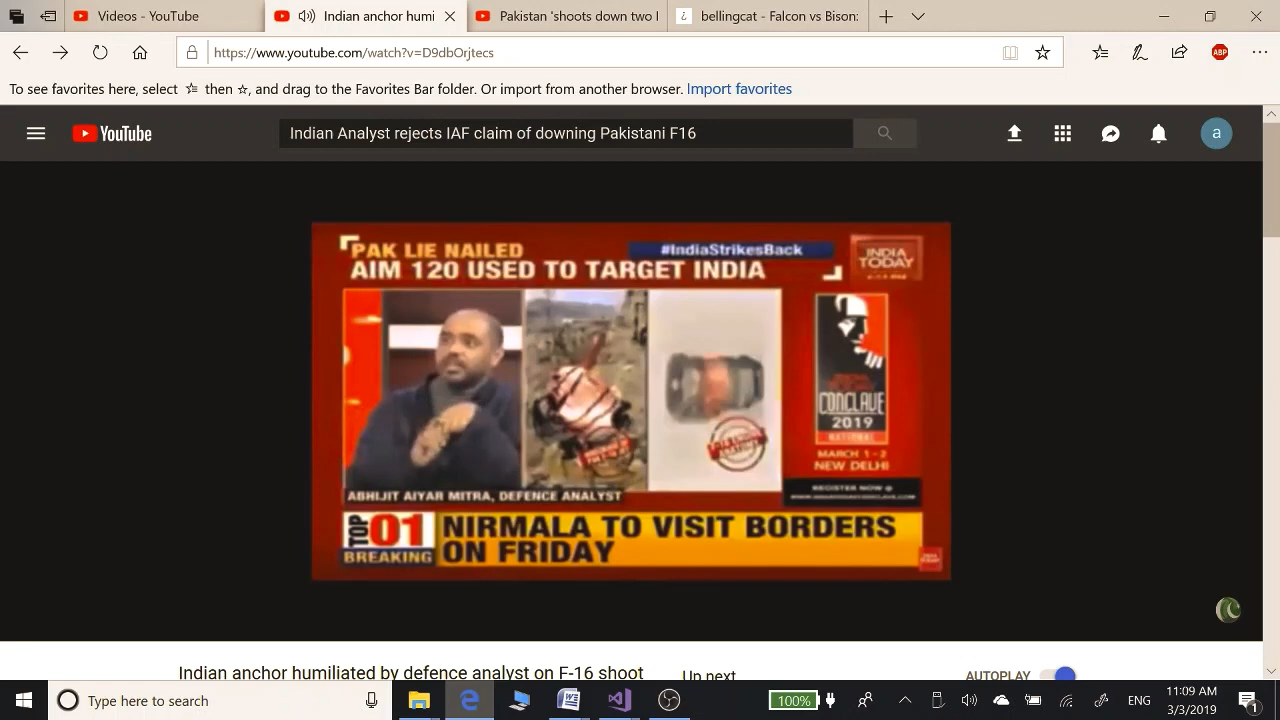 Videos - YouTube
Indian anchor humi
Pakistan 'shoots down two I
bellingcat - Falcon vs Bison:
https://www.youtube.com/watch?v=D9dbOrjtecs
ABP
To see favorites here, select ☆ then ☆, and drag to the Favorites Bar folder. Or import from another browser. Import favorites
YouTube
Indian Analyst rejects IAF claim of downing Pakistani F16
a
PAK LIE NAILED
#IndiaStrikesBack
AIM 120 USED TO TARGET INDIA
INDIA
TODAY
CONCLAVE
2019
MARCH 1-2
NEW DELHI
REGISTER NOW @
ABHIJIT AIYAR MITRA, DEFENCE ANALYST
TOP 01
BREAKING
NIRMALA TO VISIT BORDERS
ON FRIDAY
Indian anchor humiliated by defence analyst on F-16 shoot
Up next
AUTOPLAY
Type here to search
100%
ENG
11:09 AM
3/3/2019
1